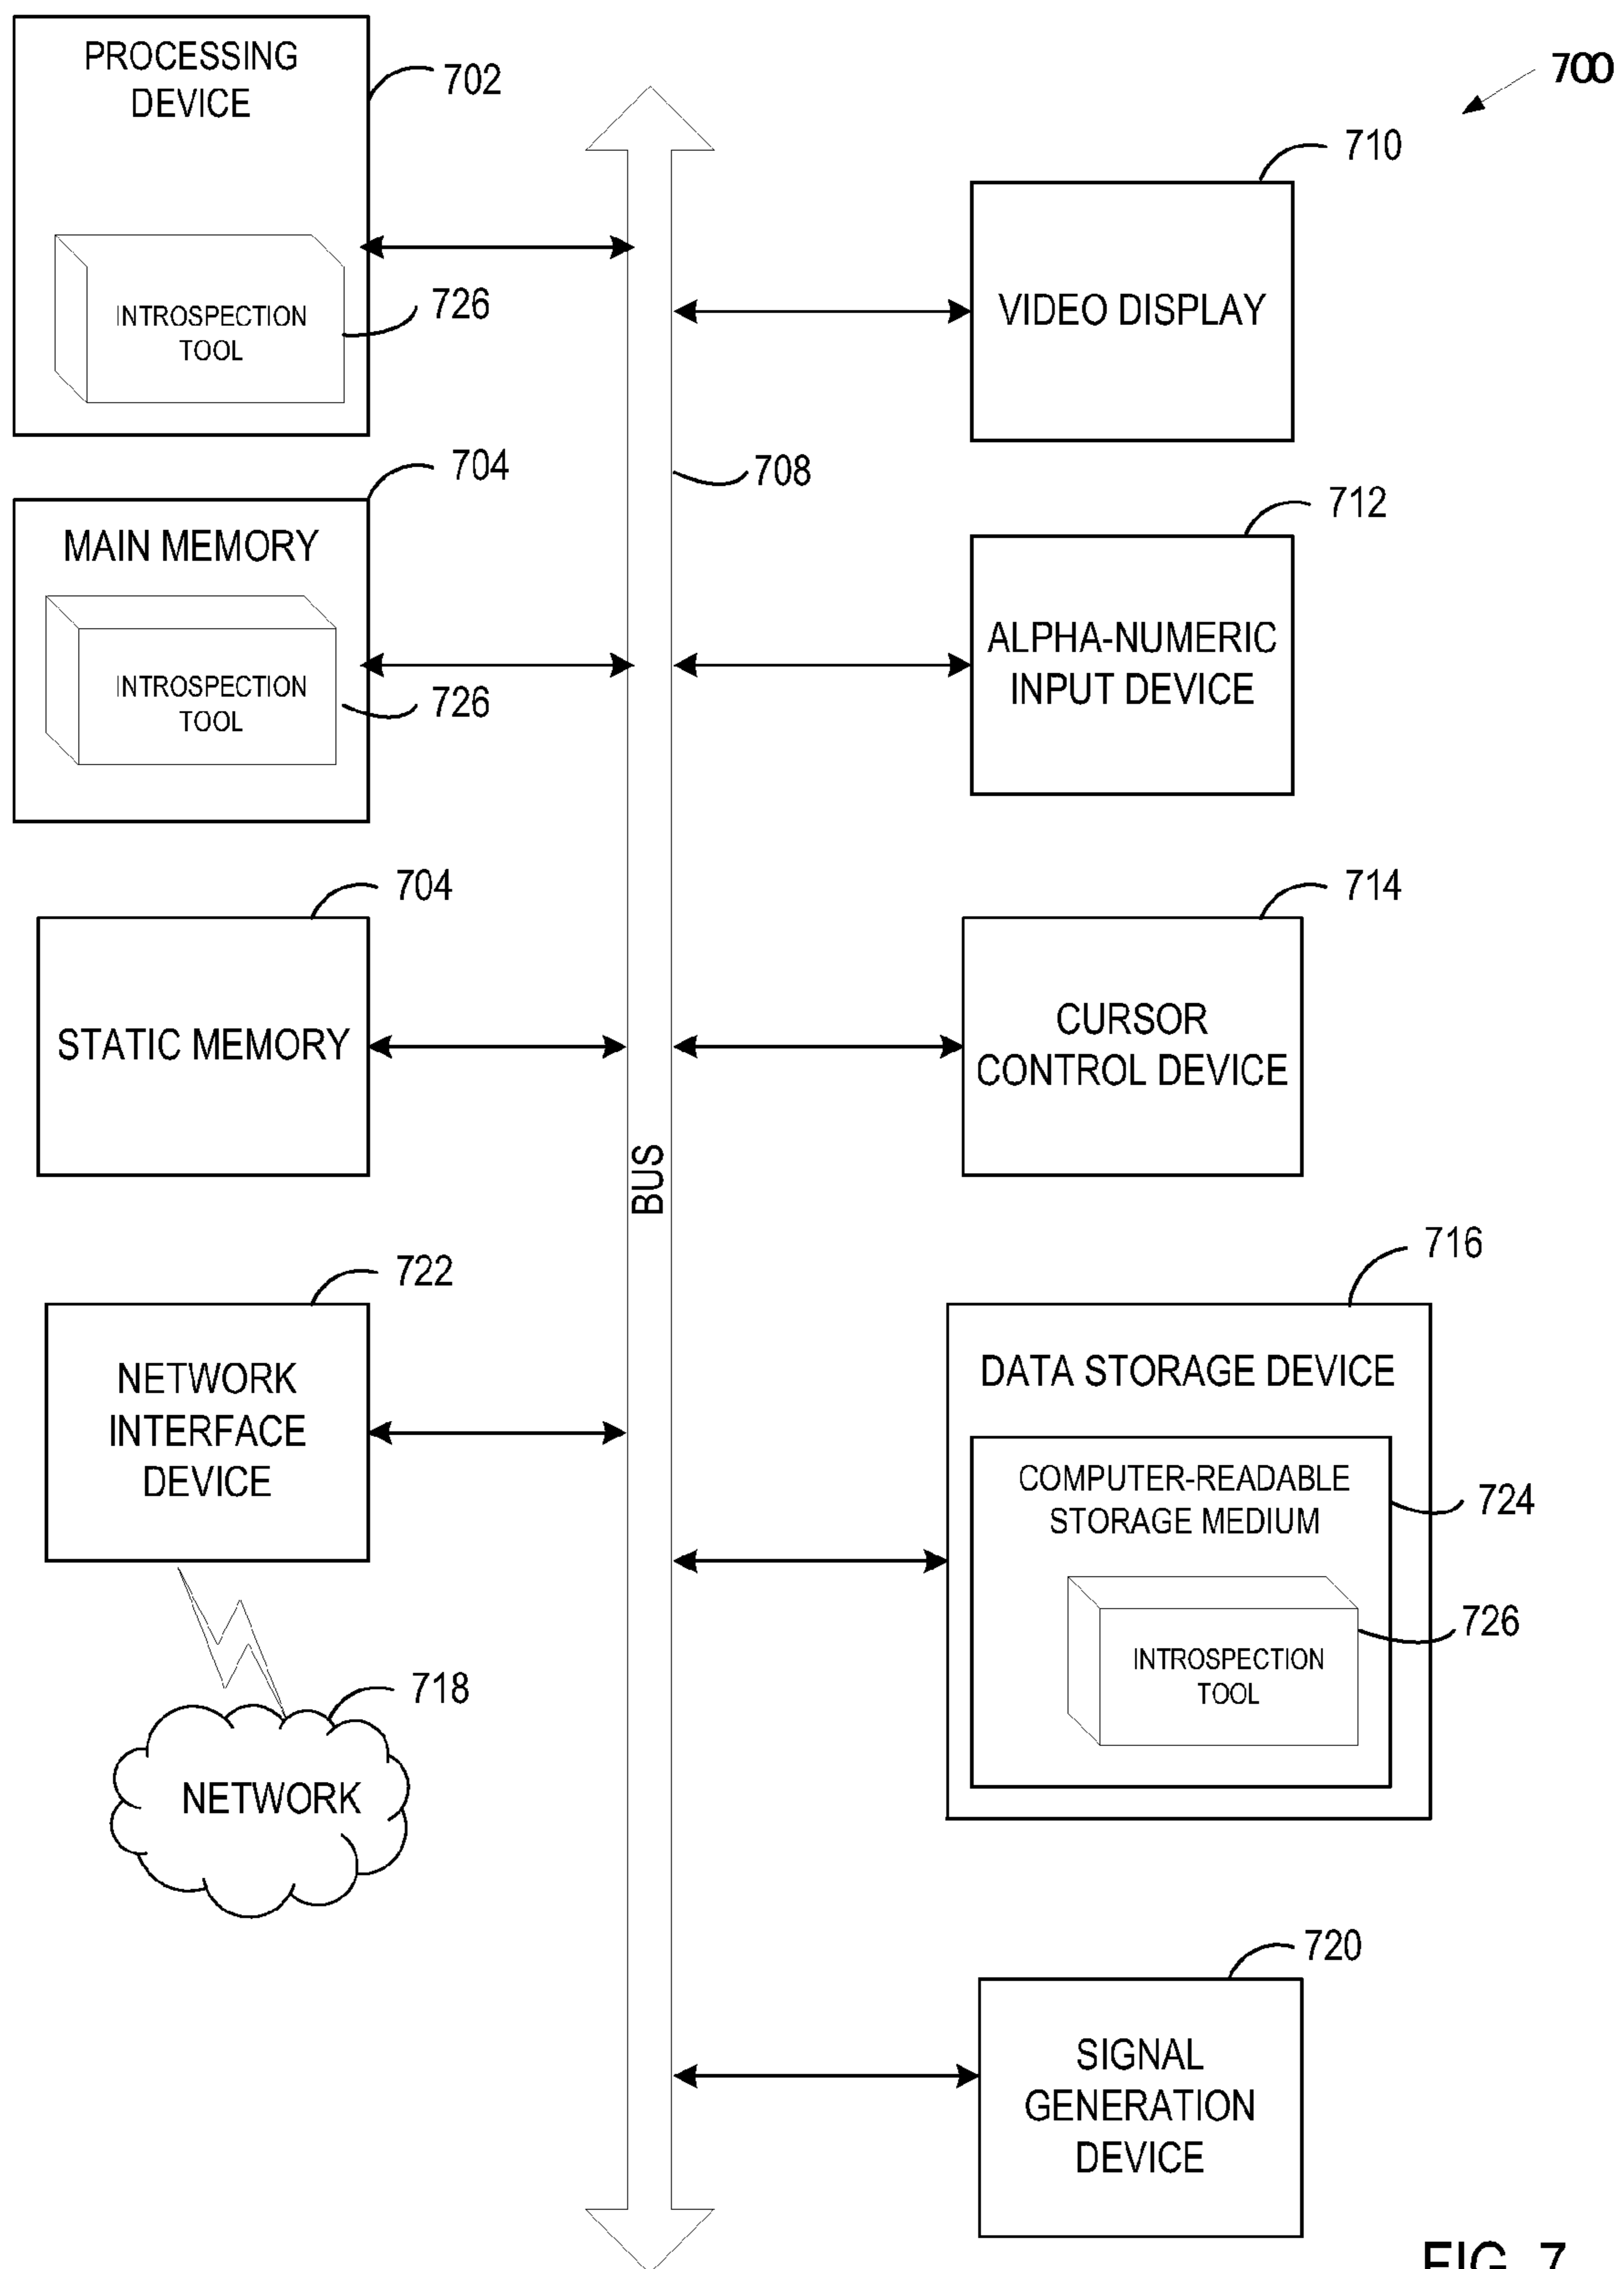 700
PROCESSING
DEVICE
702
INTROSPECTION
TOOL
726
MAIN MEMORY
704
INTROSPECTION
TOOL
726
STATIC MEMORY
704
NETWORK
INTERFACE
DEVICE
722
NETWORK
718
BUS
708
VIDEO DISPLAY
710
ALPHA-NUMERIC
INPUT DEVICE
712
CURSOR
CONTROL DEVICE
714
DATA STORAGE DEVICE
716
COMPUTER-READABLE
STORAGE MEDIUM
724
INTROSPECTION
TOOL
726
SIGNAL
GENERATION
DEVICE
720
FIG. 7